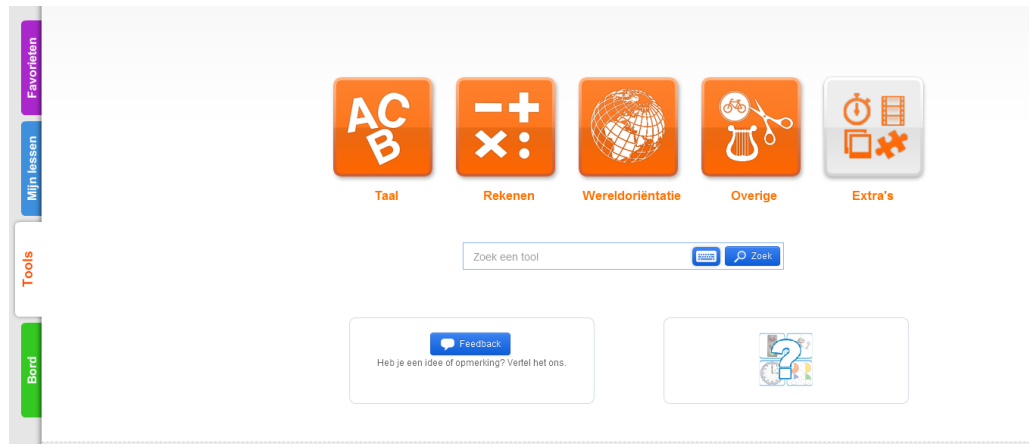 Favorieten
Mijn lessen
Tools
Bord
A C
B
Taal
Rekenen
Wereldoriëntatie
Overige
Extra's
Zoek een tool
Zoek
Feedback
Heb je een idee of opmerking? Vertel het ons.
?